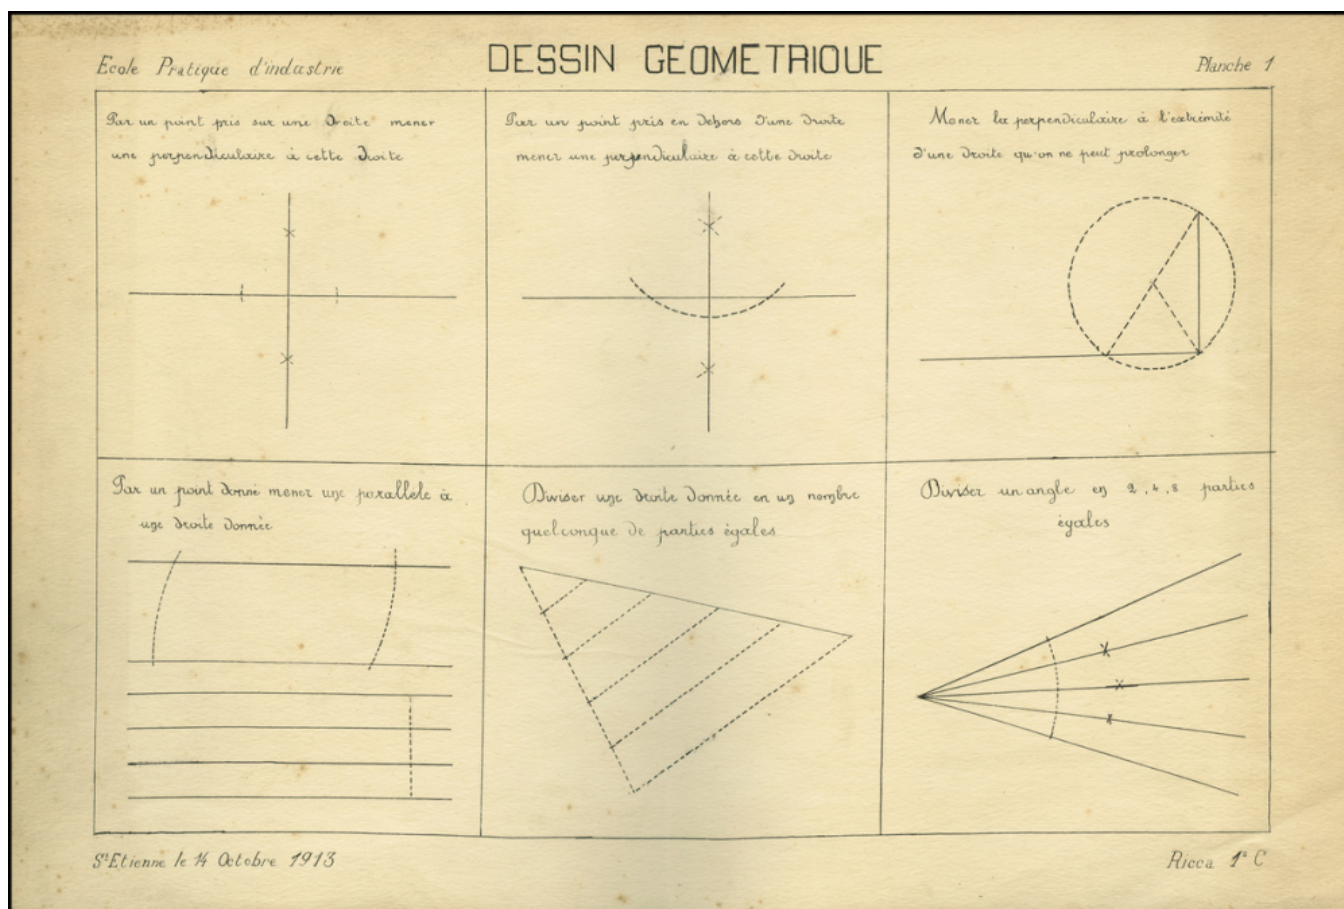 Ecole Pratique d'industrie
DESSIN GEOMETRIQUE
Planche 1
Par un point pris sur une droite mener
une perpendiculaire à cette droite
Par un point pris en dehors d'une droite
mener une perpendiculaire à cette droite
Mener la perpendiculaire à l'extrémité
d'une droite qu'on ne peut prolonger
Par un point donné mener une parallèle à
une droite donnée
Diviser une droite donnée en un nombre
quelconque de parties égales
Diviser un angle en 2, 4, 8 parties
égales
St Etienne le 14 Octobre 1913
Ricca 1e C